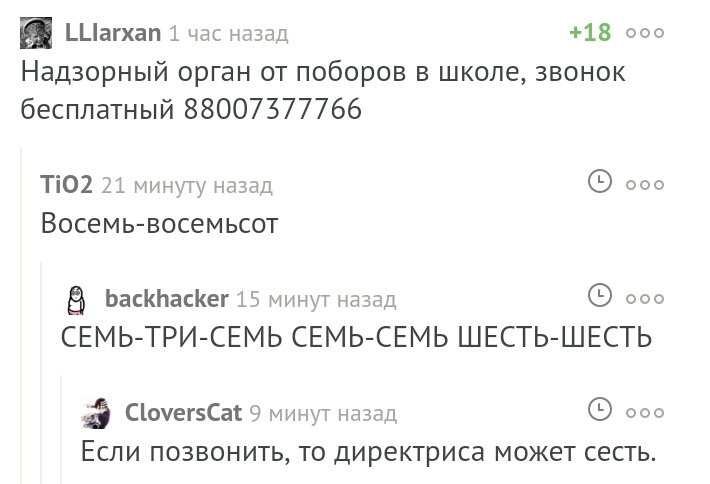 LLIarxan 1 час назад +18
Надзорный орган от поборов в школе, звонок
бесплатный 88007377766
TiO2 21 минуту назад
Восемь-восемьсот
backhacker 15 минут назад
СЕМЬ-ТРИ-СЕМЬ СЕМЬ-СЕМЬ ШЕСТЬ-ШЕСТЬ
CloversCat 9 минут назад
Если позвонить, то директриса может сесть.